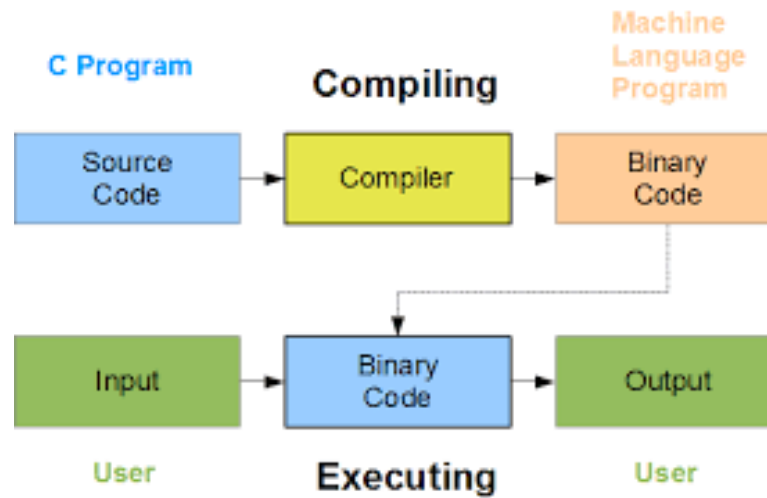 C Program
Compiling
Machine
Language
Program
Source
Code
Compiler
Binary
Code
Input
Binary
Code
Output
User
Executing
User